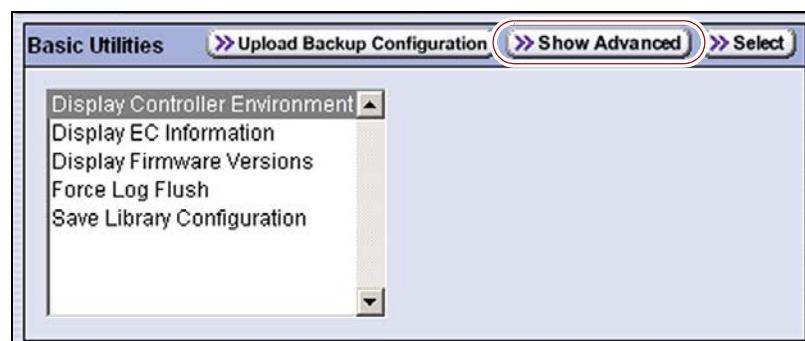 Basic Utilities >> Upload Backup Configuration >> Show Advanced >> Select
Display Controller Environment
Display EC Information
Display Firmware Versions
Force Log Flush
Save Library Configuration